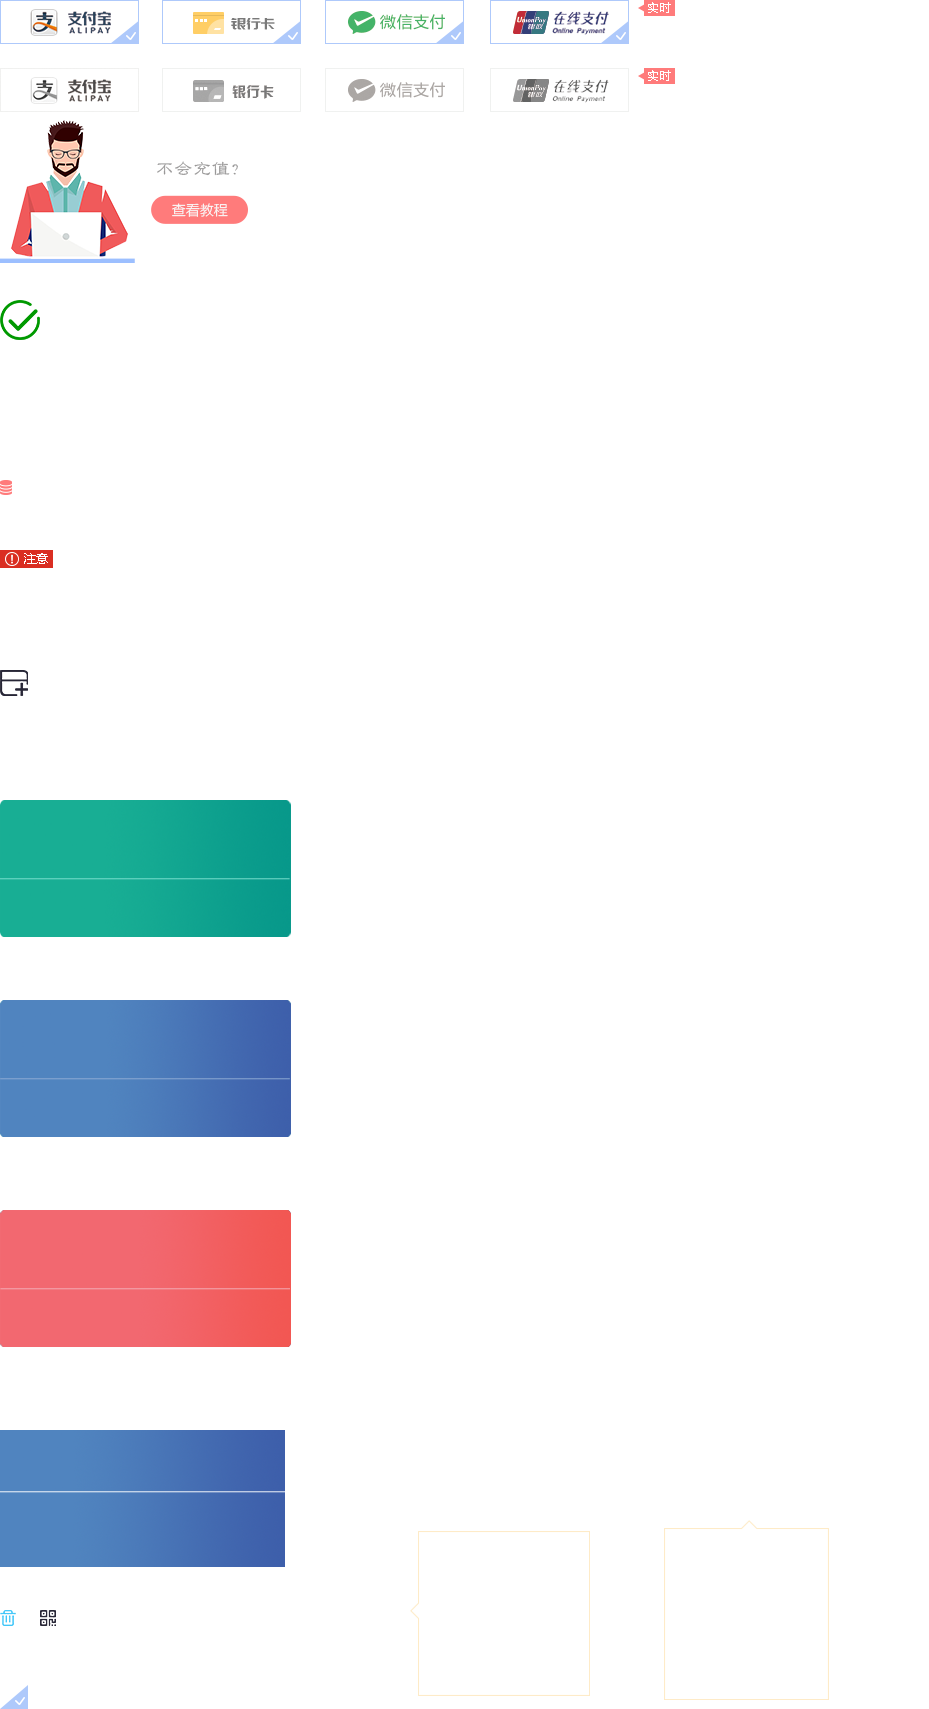 支付宝
ALIPAY
银行卡
微信支付
UnionPay
银联
在线支付
Online Payment
实时
支付宝
ALIPAY
银行卡
微信支付
UnionPay
银联
在线支付
Online Payment
实时
不会充值?
查看教程
注意